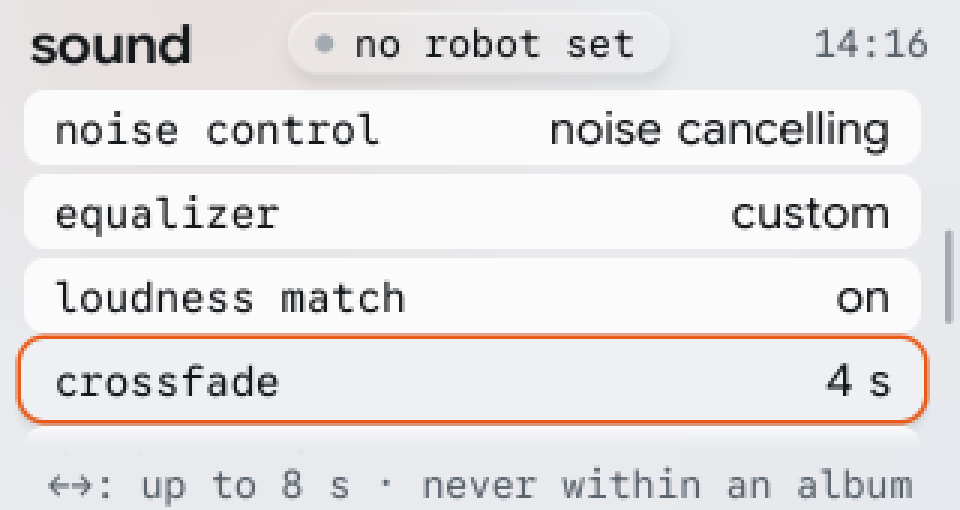 sound
no robot set
14:16
noise control noise cancelling
equalizer custom
loudness match on
crossfade 4 s
↔: up to 8 s · never within an album